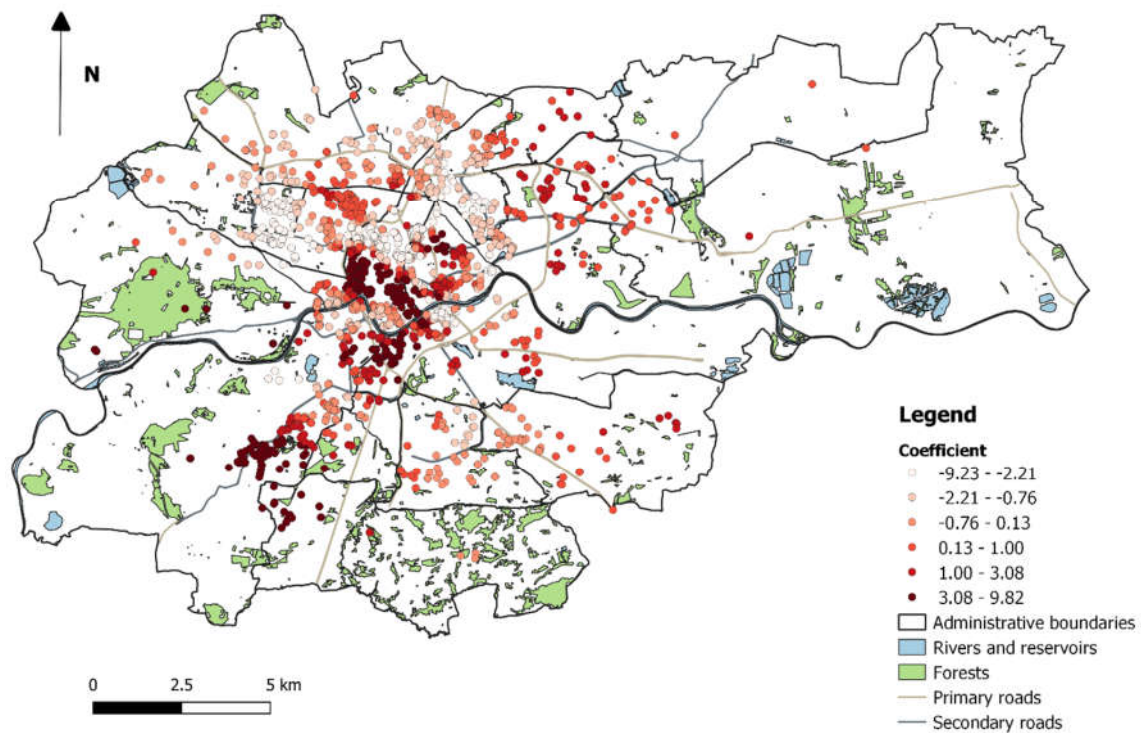 N
Legend
Coefficient
-9.23 - -2.21
-2.21 - -0.76
-0.76 - 0.13
0.13 - 1.00
1.00 - 3.08
3.08 - 9.82
Administrative boundaries
Rivers and reservoirs
Forests
Primary roads
Secondary roads
0 2.5 5 km